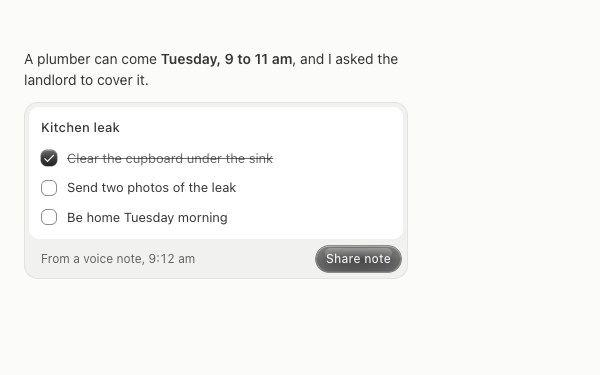 A plumber can come Tuesday, 9 to 11 am, and I asked the
landlord to cover it.
Kitchen leak
Clear the cupboard under the sink
Send two photos of the leak
Be home Tuesday morning
From a voice note, 9:12 am
Share note